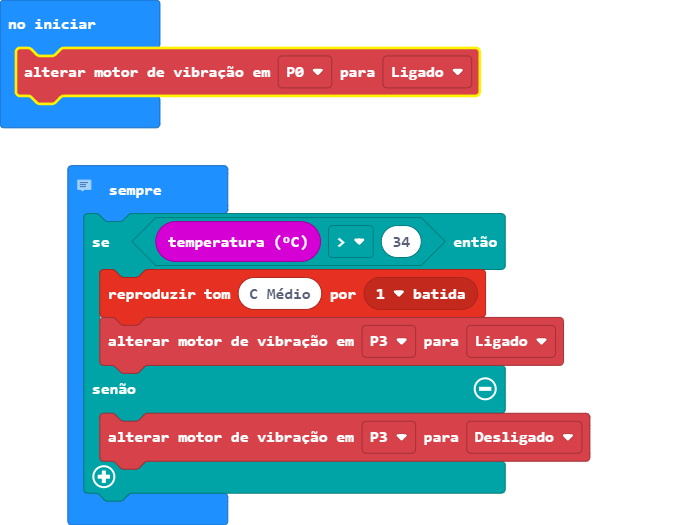 no iniciar
alterar motor de vibração em P0 para Ligado
sempre
se temperatura (ºC) > 34 então
reproduzir tom C Médio por 1 batida
alterar motor de vibração em P3 para Ligado
senão
alterar motor de vibração em P3 para Desligado